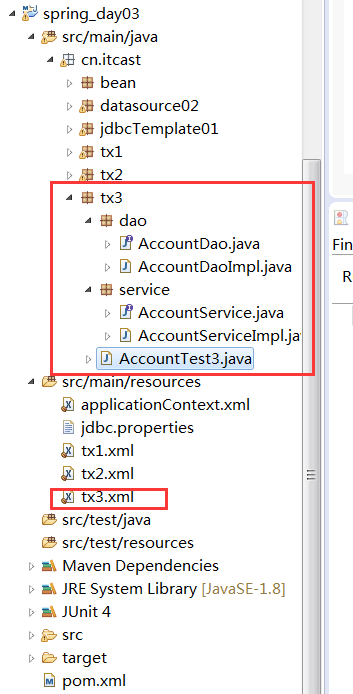 spring_day03
src/main/java
cn.itcast
bean
datasource02
jdbcTemplate01
tx1
tx2
tx3
dao
AccountDao.java
AccountDaoImpl.java
service
AccountService.java
AccountServiceImpl.ja
AccountTest3.java
src/main/resources
applicationContext.xml
jdbc.properties
tx1.xml
tx2.xml
tx3.xml
src/test/java
src/test/resources
Maven Dependencies
JRE System Library [JavaSE-1.8]
JUnit 4
src
target
pom.xml
Fin
R